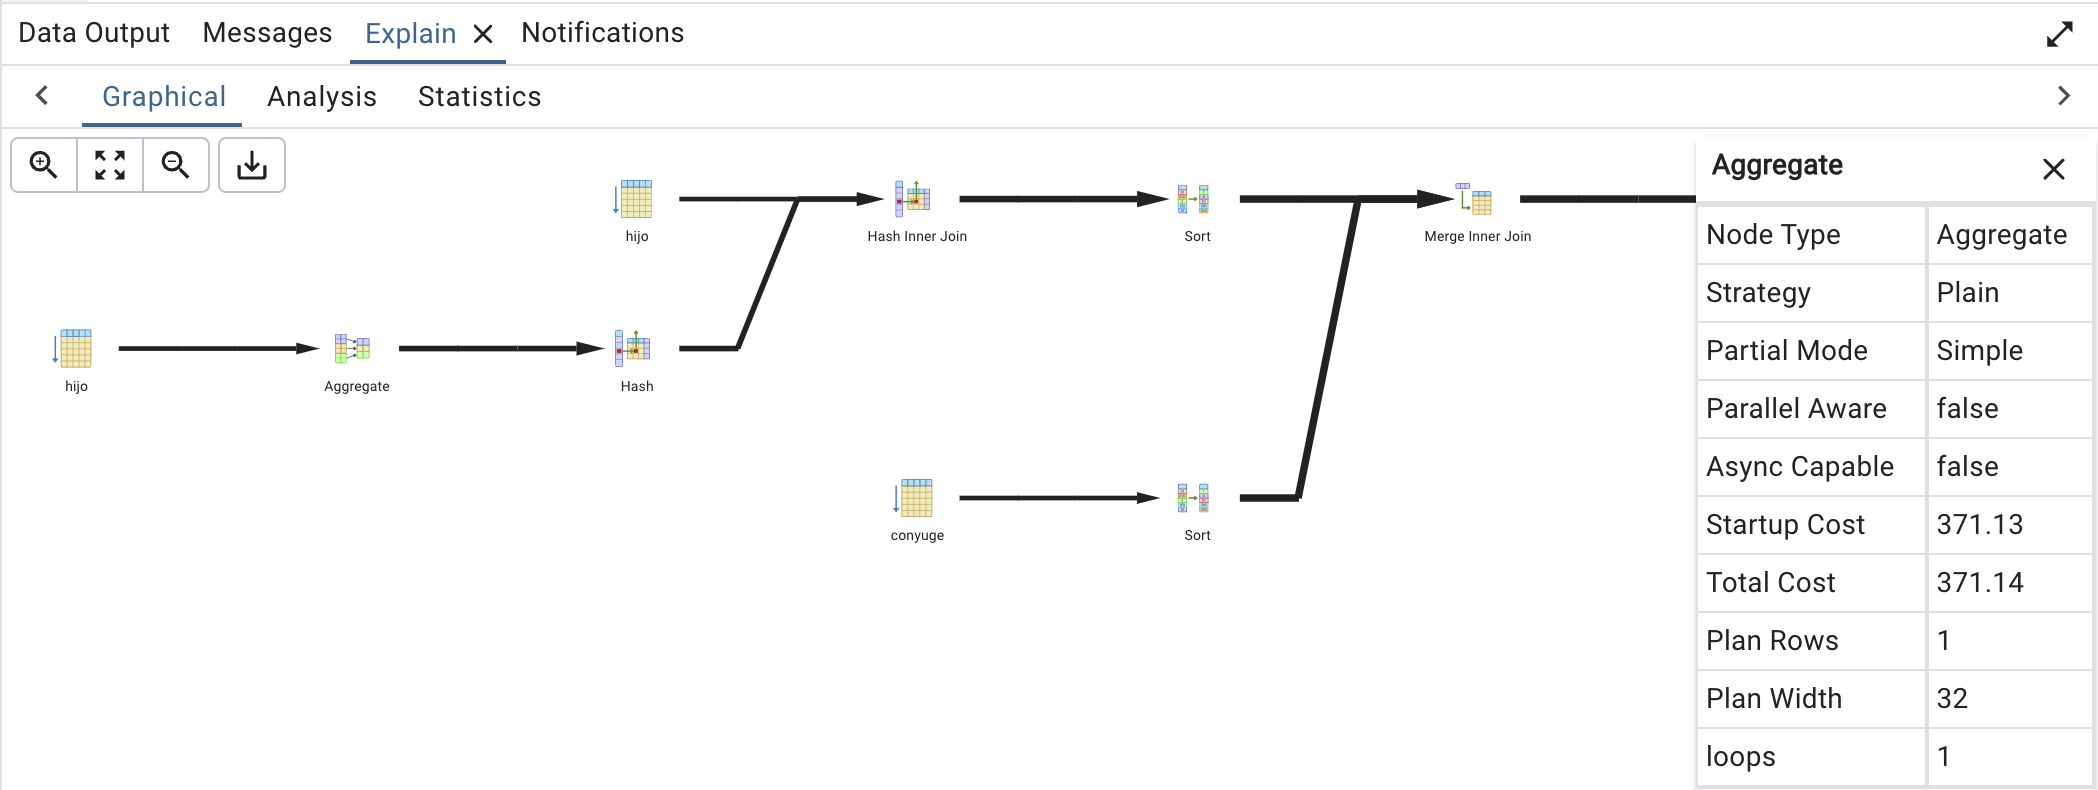 Data Output Messages Explain Notifications
Graphical Analysis Statistics
hijo
Hash Inner Join
Sort
Merge Inner Join
hijo
Aggregate
Hash
conyuge
Sort
Aggregate
Node Type Aggregate
Strategy Plain
Partial Mode Simple
Parallel Aware false
Async Capable false
Startup Cost 371.13
Total Cost 371.14
Plan Rows 1
Plan Width 32
loops 1